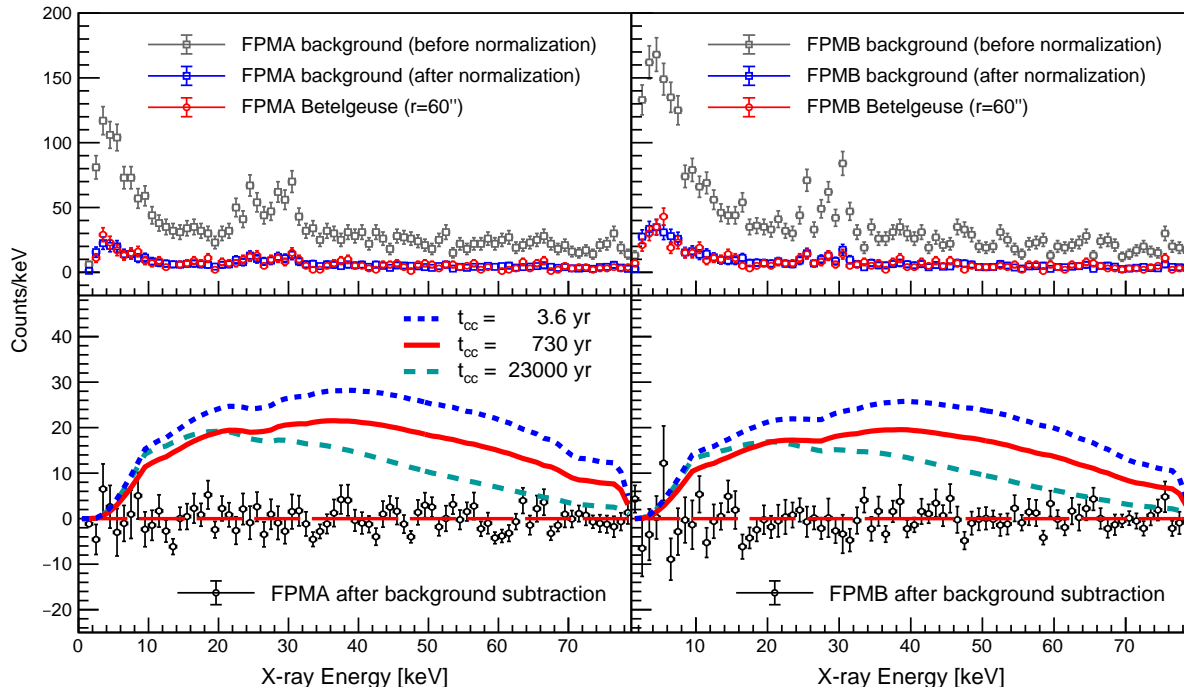 200
150
100
50
0
FPMA background (before normalization)
FPMA background (after normalization)
FPMA Betelgeuse (r=60'')
FPMB background (before normalization)
FPMB background (after normalization)
FPMB Betelgeuse (r=60'')
Counts/keV
40
30
20
10
0
−10
−20
t_cc = 3.6 yr
t_cc = 730 yr
t_cc = 23000 yr
FPMA after background subtraction
FPMB after background subtraction
0 10 20 30 40 50 60 70
10 20 30 40 50 60 70
X-ray Energy [keV]
X-ray Energy [keV]